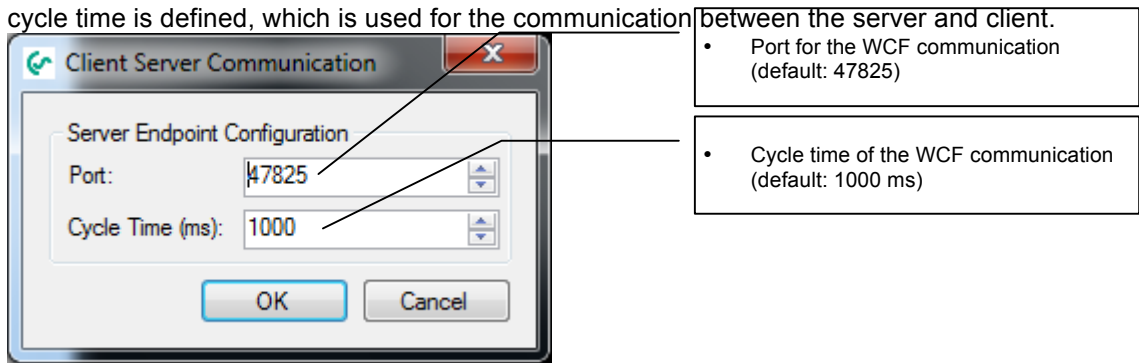 cycle time is defined, which is used for the communication between the server and client.
Client Server Communication
• Port for the WCF communication
(default: 47825)
Server Endpoint Configuration
Port: 47825
• Cycle time of the WCF communication
(default: 1000 ms)
Cycle Time (ms): 1000
OK Cancel